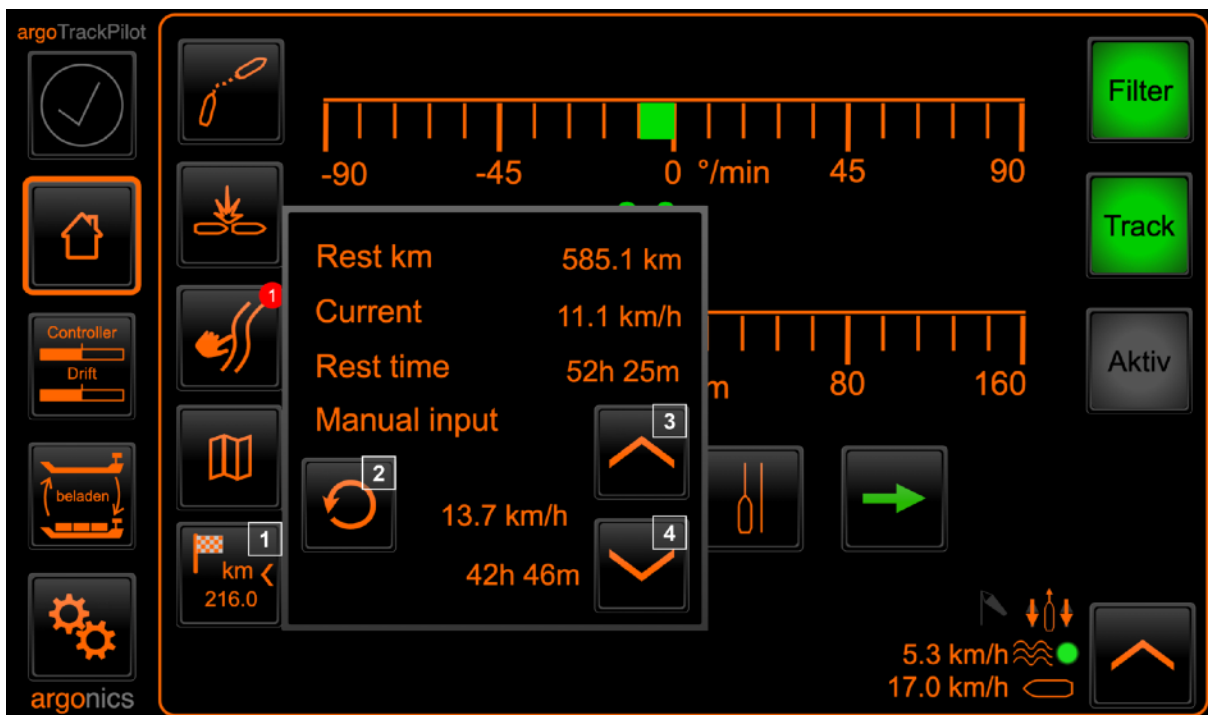 argoTrackPilot
Filter
-90 -45 0 °/min 45 90
Track
Rest km 585.1 km
1
Current 11.1 km/h
Controller
Drift
Rest time 52h 25m
m 80 160
Aktiv
Manual input
3
2
beladen
13.7 km/h
4
1
km
216.0
42h 46m
5.3 km/h
17.0 km/h
argonics